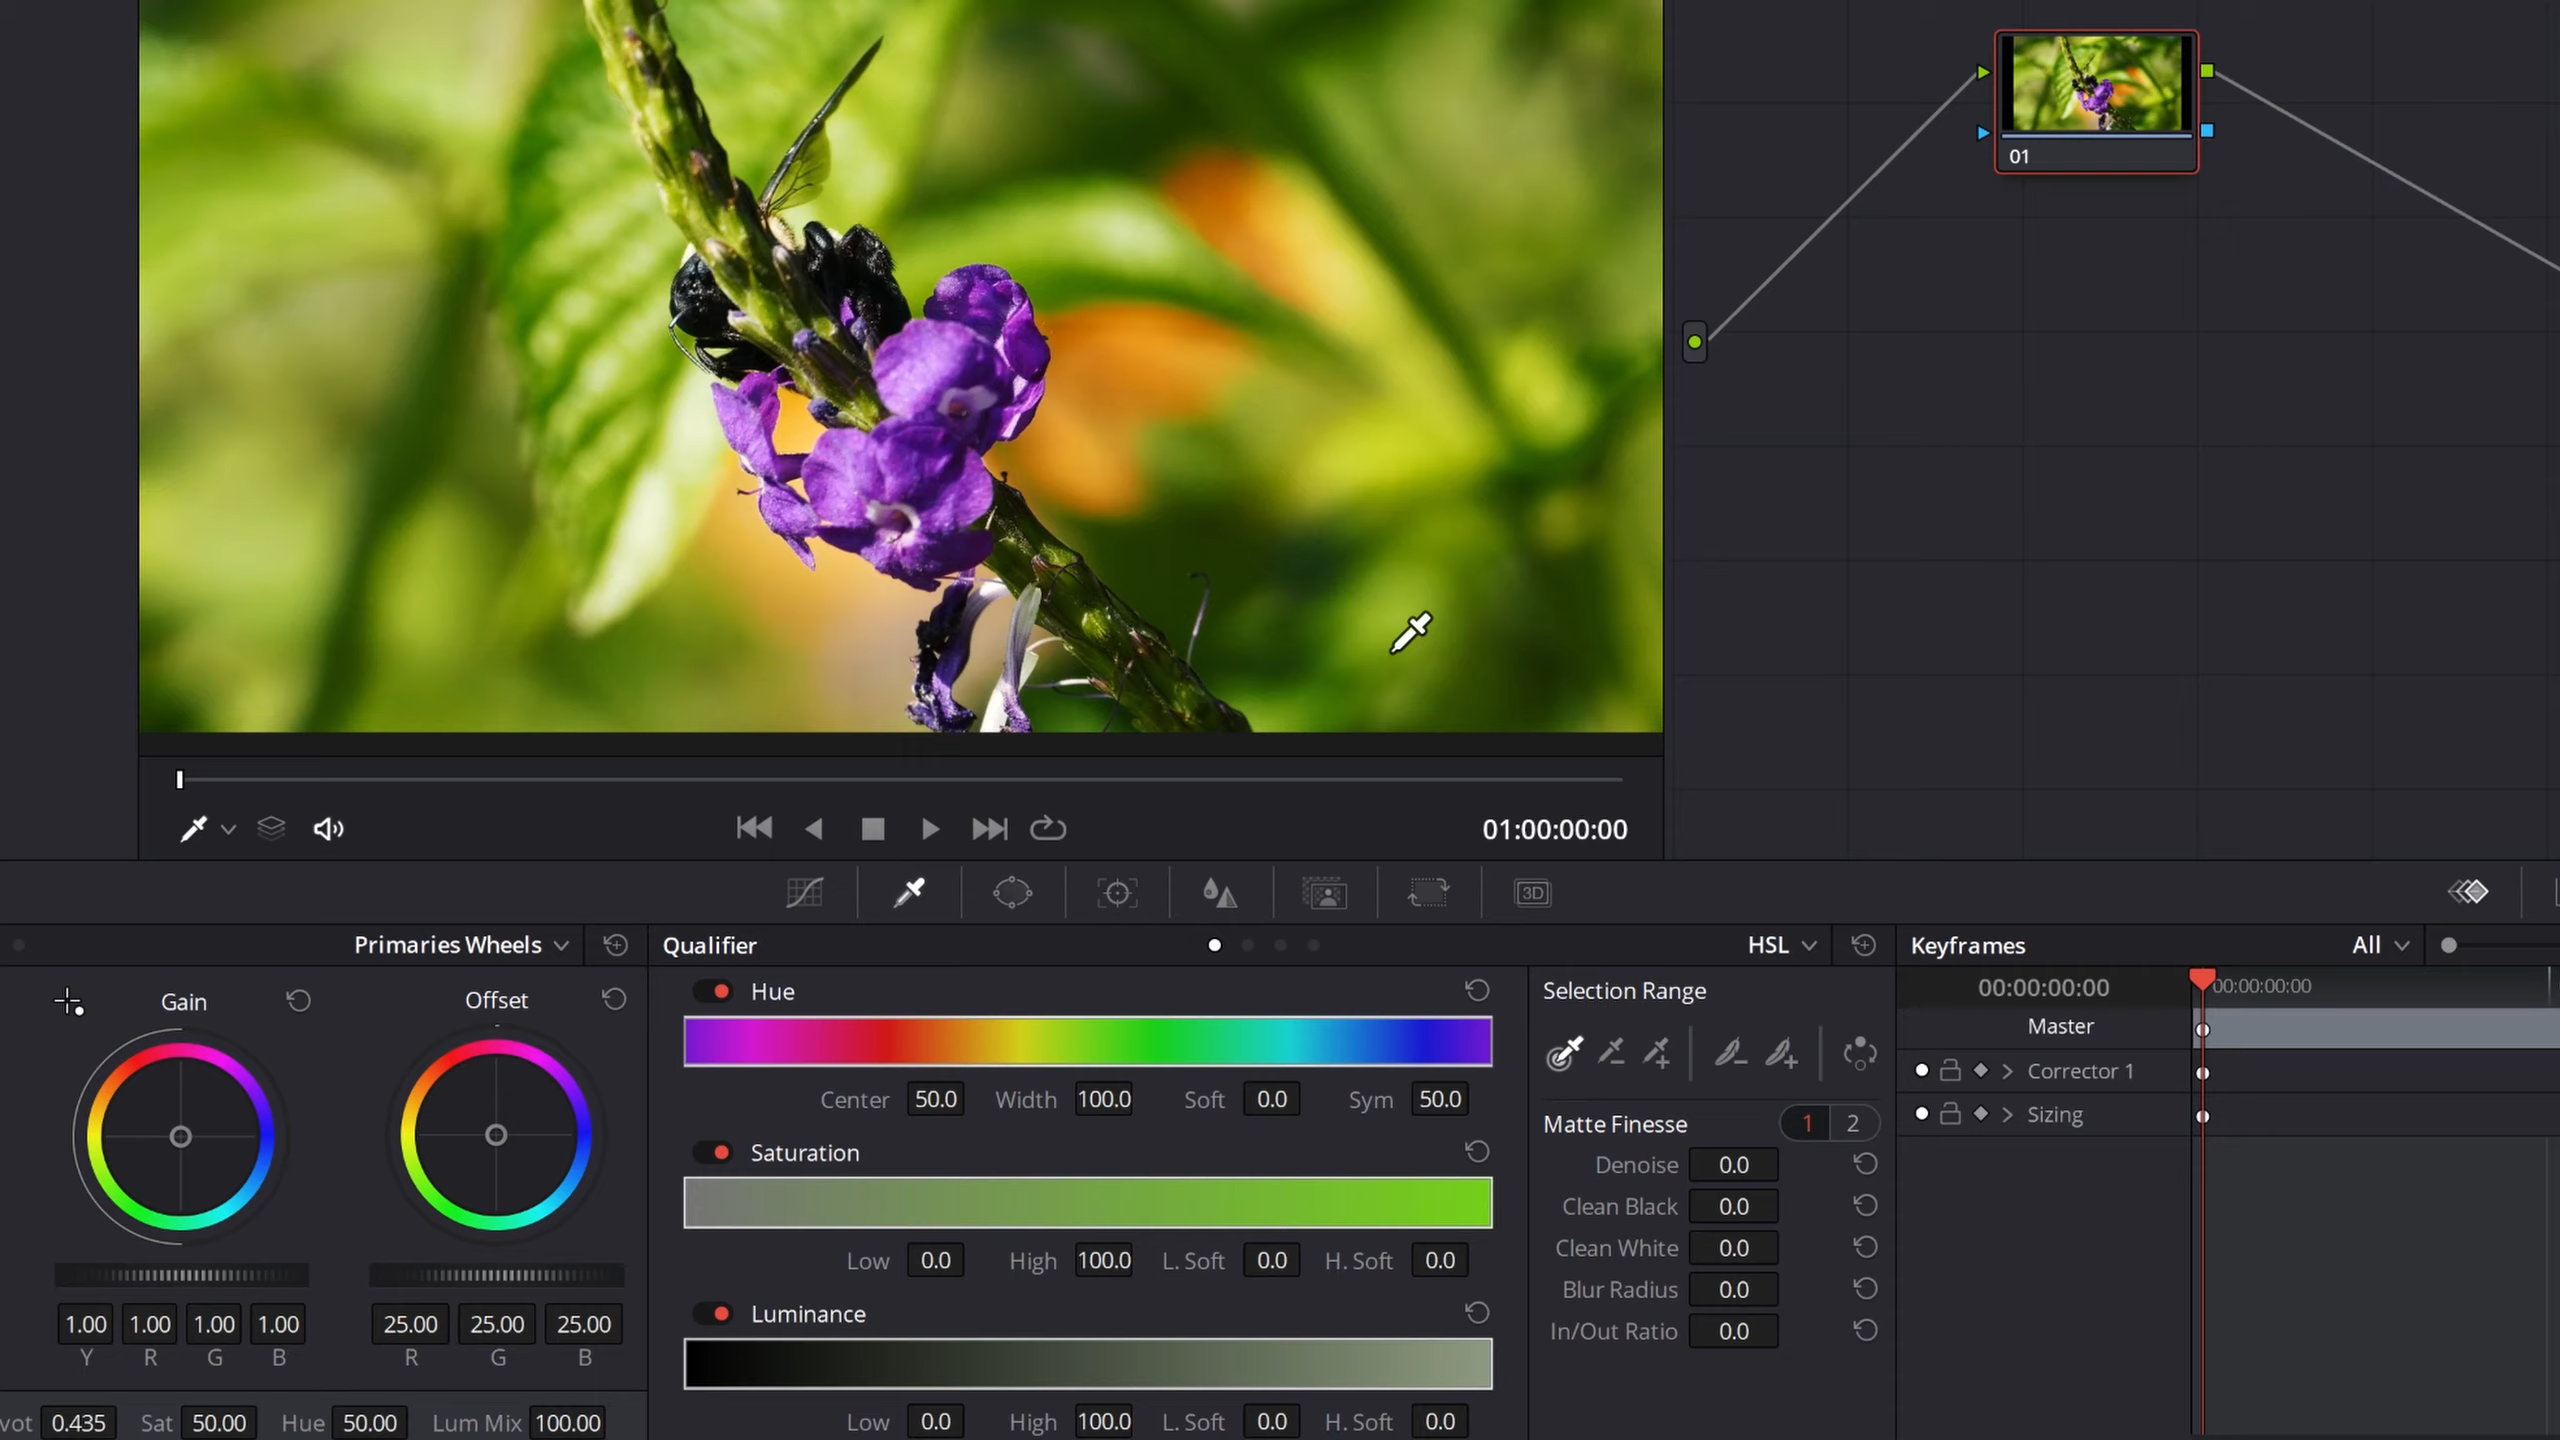 01
01:00:00:00
3D
Primaries Wheels
Qualifier
HSL
Keyframes
All
Gain
Offset
1.00 1.00 1.00 1.00
Y R G B
25.00 25.00 25.00
R G B
vot 0.435 Sat 50.00 Hue 50.00 Lum Mix 100.00
Hue
Center 50.0 Width 100.0 Soft 0.0 Sym 50.0
Saturation
Low 0.0 High 100.0 L. Soft 0.0 H. Soft 0.0
Luminance
Low 0.0 High 100.0 L. Soft 0.0 H. Soft 0.0
Selection Range
Matte Finesse 1 2
Denoise 0.0
Clean Black 0.0
Clean White 0.0
Blur Radius 0.0
In/Out Ratio 0.0
00:00:00:00 00:00:00:00
Master
Corrector 1
Sizing